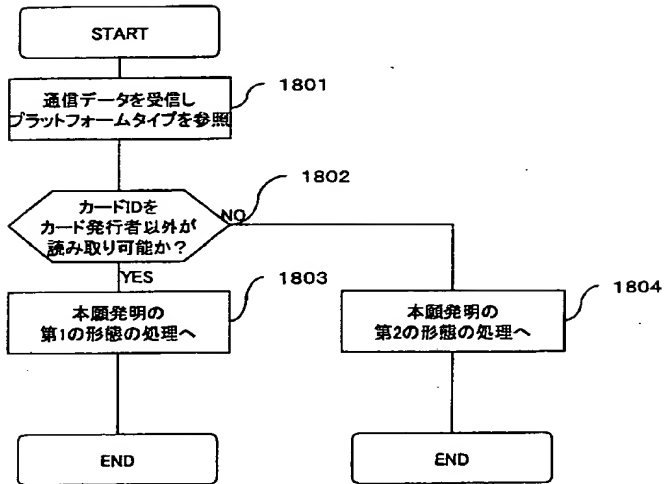 START
通信データを受信し
プラットフォームタイプを参照
1801
カードIDを
カード発行者以外が
読み取り可能か？
1802
NO
YES
本願発明の
第1の形態の処理へ
1803
本願発明の
第2の形態の処理へ
1804
END
END